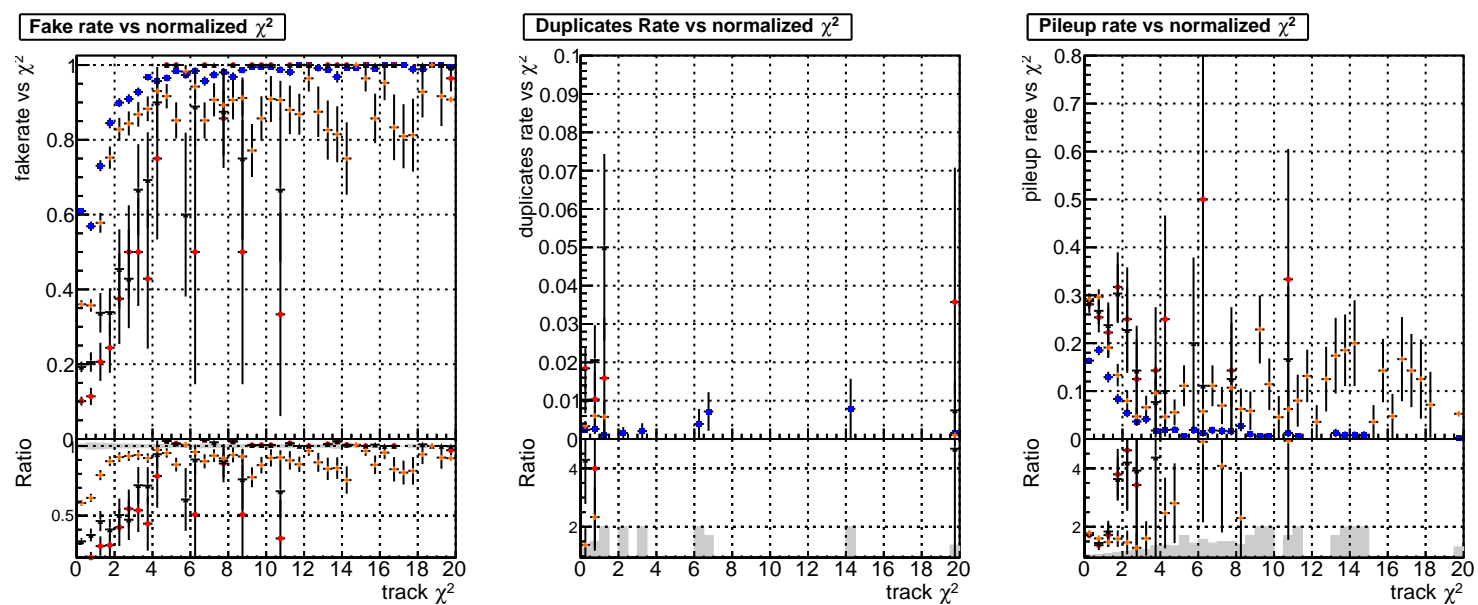 Fake rate vs normalized χ²
fakerate vs χ²
1
0.8
0.6
0.4
0.2
0
Ratio
0.5
0 2 4 6 8 10 12 14 16 18 20
track χ²
Duplicates Rate vs normalized χ²
duplicates rate vs χ²
0.1
0.09
0.08
0.07
0.06
0.05
0.04
0.03
0.02
0.01
0
Ratio
4
2
0 2 4 6 8 10 12 14 16 18 20
track χ²
Pileup rate vs normalized χ²
pileup rate vs χ²
0.8
0.7
0.6
0.5
0.4
0.3
0.2
0.1
0
Ratio
4
2
0 2 4 6 8 10 12 14 16 18 20
track χ²